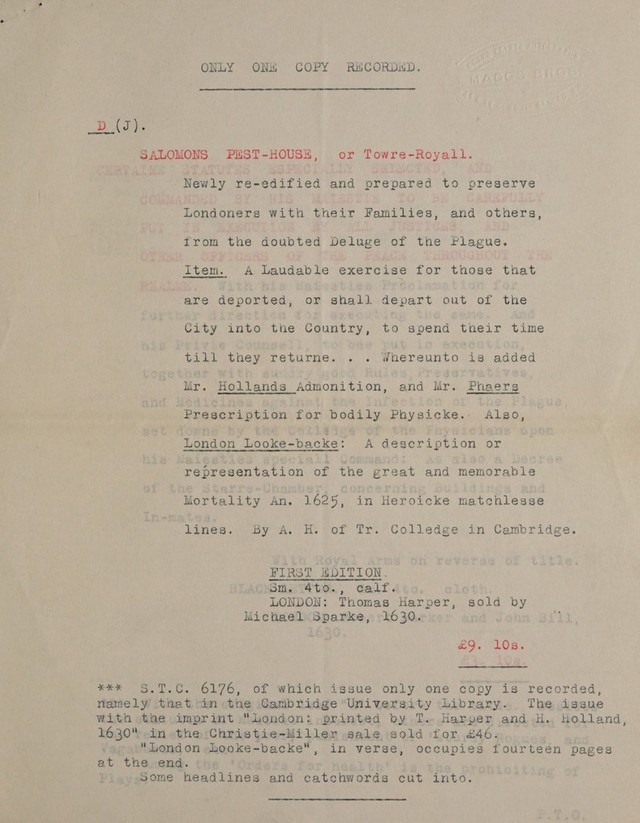 ONLY ONE COPY RECORDED.
D (J).
SALOMONS PEST-HOUSE, or Towre-Royall.
Newly re-edified and prepared to preserve
Londoners with their Families, and others,
from the doubted Deluge of the Plague.
Item. A Laudable exercise for those that
are deported, or shall depart out of the
City into the Country, to spend their time
till they returne. . . Whereunto is added
Mr. Hollands Admonition, and Mr. Phaers
Prescription for bodily Physicke. Also,
London Looke-backe: A description or
representation of the great and memorable
Mortality An. 1625, in Heroicke matchlesse
lines. By A. H. of Tr. Colledge in Cambridge.
FIRST EDITION.
Sm. 4to., calf.
LONDON: Thomas Harper, sold by
Michael Sparke, 1630.
£9. 10s.
*** S.T.C. 6176, of which issue only one copy is recorded,
namely that in the Cambridge University Library. The issue
with the imprint "London: printed by T. Harper and H. Holland,
1630" in the Christie-Miller sale sold for £46.
"London Looke-backe", in verse, occupies fourteen pages
at the end.
Some headlines and catchwords cut into.
P.T.O.